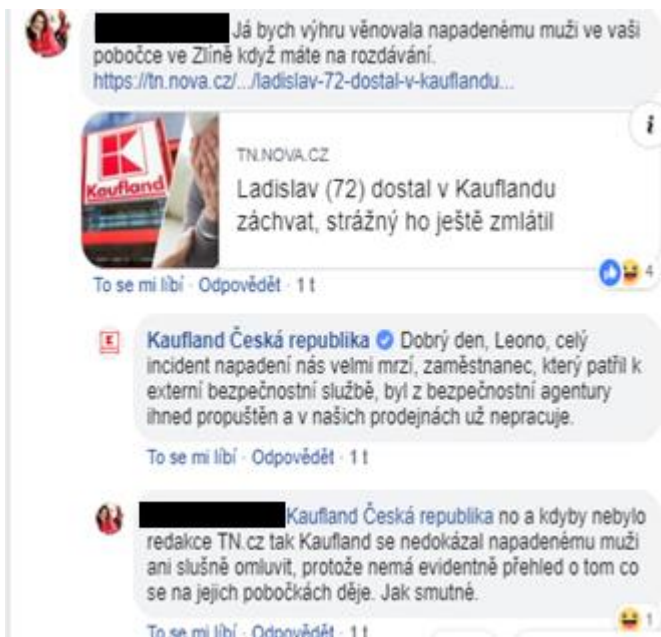 Já bych výhru věnovala napadenému muži ve vaši
pobočce ve Zlíně když máte na rozdávání.
https://tn.nova.cz/.../ladislav-72-dostal-v-kauflandu...
i
Kaufland
TN.NOVA.CZ
Ladislav (72) dostal v Kauflandu
záchvat, strážný ho ještě zmlátil
4
To se mi líbí · Odpovědět · 1 t
Kaufland Česká republika Dobrý den, Leono, celý
incident napadení nás velmi mrzí, zaměstnanec, který patřil k
externí bezpečnostní službě, byl z bezpečnostní agentury
ihned propuštěn a v našich prodejnách už nepracuje.
To se mi líbí · Odpovědět · 1 t
Kaufland Česká republika no a kdyby nebylo
redakce TN.cz tak Kaufland se nedokázal napadenému muži
ani slušně omluvit, protože nemá evidentně přehled o tom co
se na jejich pobočkách děje. Jak smutné.
1
To se mi líbí · Odpovědět · 1 t